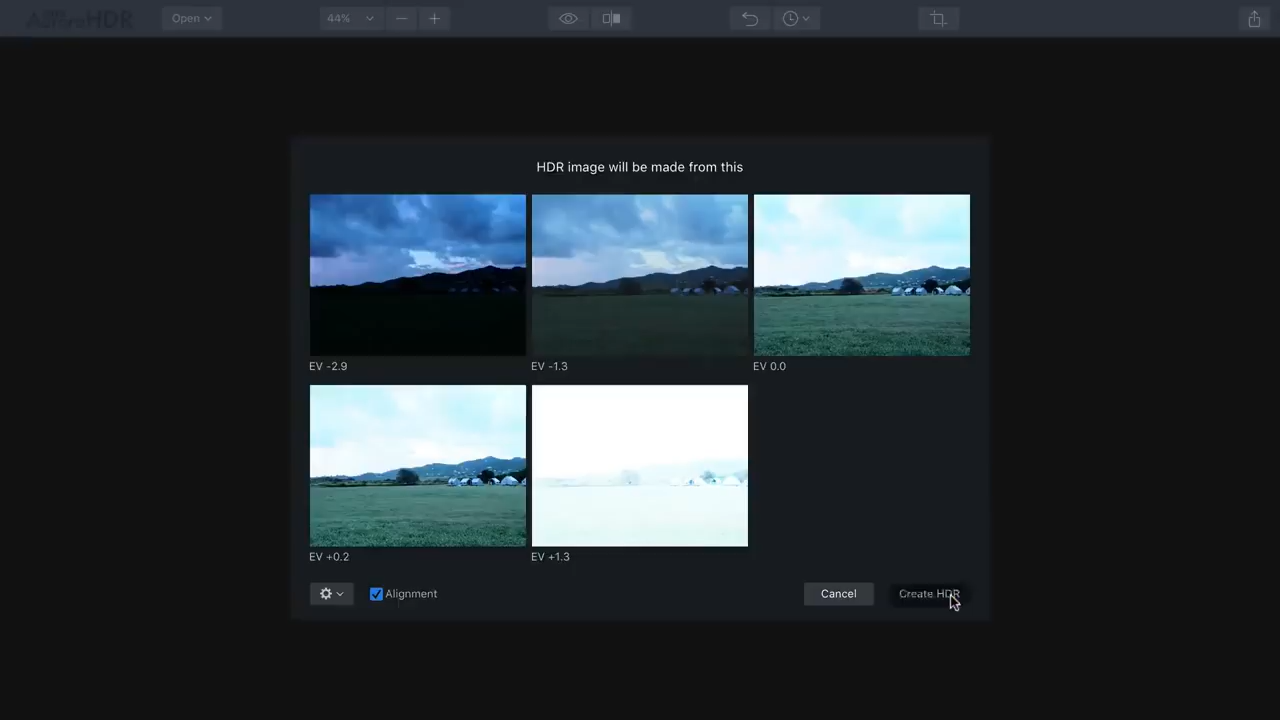 AuroraHDR Open 44%
HDR image will be made from this
EV -2.9 EV -1.3 EV 0.0
EV +0.2 EV +1.3
Alignment Cancel Create HDR